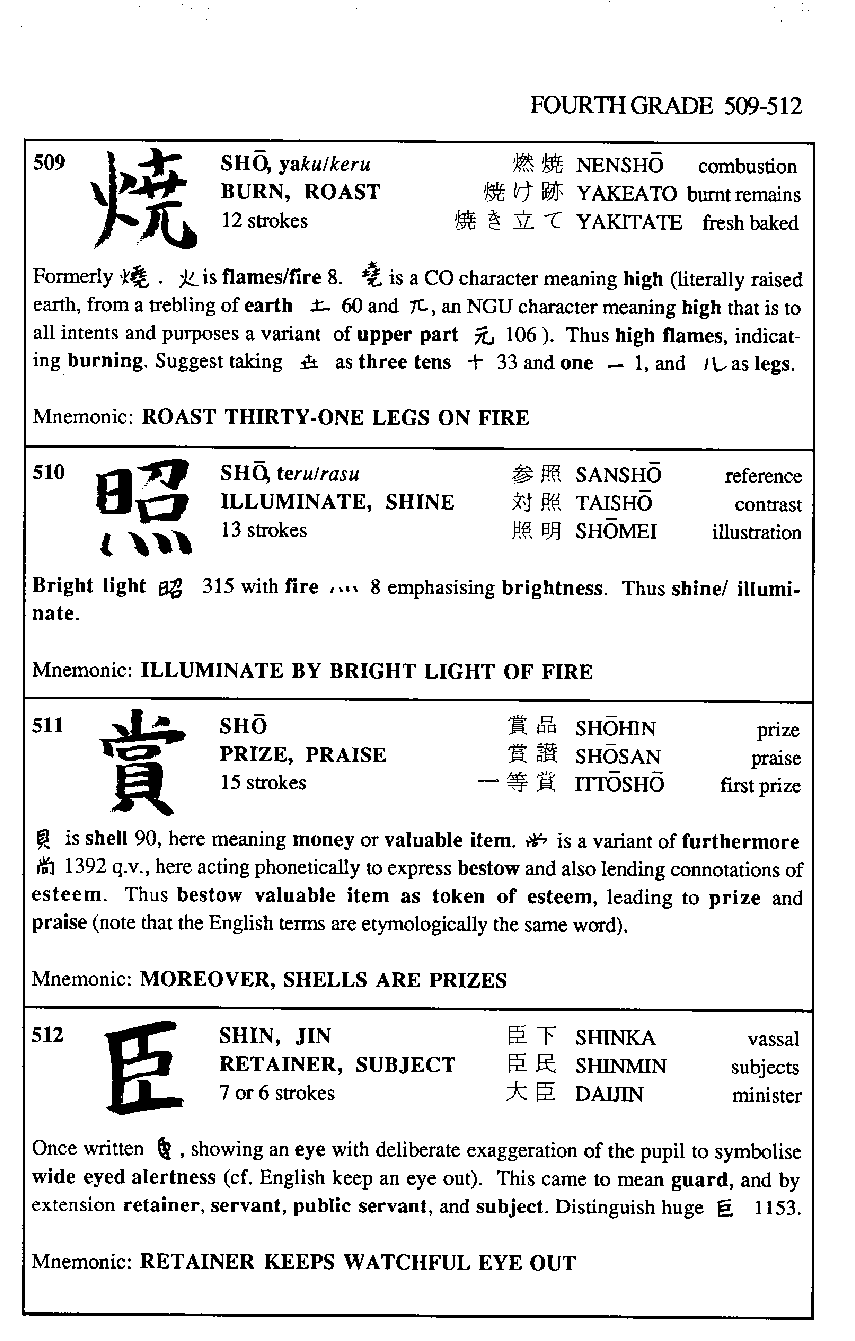 FOURTH GRADE 509-512
509 焼 SHŌ, yaku/keru 燃焼 NENSHŌ combustion
BURN, ROAST 焼け跡 YAKEATO burnt remains
12 strokes 焼き立て YAKITATE fresh baked
Formerly 燒. 火 is flames/fire 8. 堯 is a CO character meaning high (literally raised
earth, from a trebling of earth 土 60 and 兀, an NGU character meaning high that is to
all intents and purposes a variant of upper part 元 106). Thus high flames, indicat-
ing burning. Suggest taking 𠦄 as three tens 十 33 and one 一 1, and 儿 as legs.
Mnemonic: ROAST THIRTY-ONE LEGS ON FIRE
510 照 SHŌ, teru/rasu 参照 SANSHŌ reference
ILLUMINATE, SHINE 対照 TAISHŌ contrast
13 strokes 照明 SHŌMEI illustration
Bright light 昭 315 with fire 灬 8 emphasising brightness. Thus shine/ illumi-
nate.
Mnemonic: ILLUMINATE BY BRIGHT LIGHT OF FIRE
511 賞 SHŌ 賞品 SHŌHIN prize
PRIZE, PRAISE 賞讃 SHŌSAN praise
15 strokes 一等賞 ITTŌSHŌ first prize
貝 is shell 90, here meaning money or valuable item. is a variant of furthermore
尚 1392 q.v., here acting phonetically to express bestow and also lending connotations of
esteem. Thus bestow valuable item as token of esteem, leading to prize and
praise (note that the English terms are etymologically the same word).
Mnemonic: MOREOVER, SHELLS ARE PRIZES
512 臣 SHIN, JIN 臣下 SHINKA vassal
RETAINER, SUBJECT 臣民 SHINMIN subjects
7 or 6 strokes 大臣 DAIJIN minister
Once written , showing an eye with deliberate exaggeration of the pupil to symbolise
wide eyed alertness (cf. English keep an eye out). This came to mean guard, and by
extension retainer, servant, public servant, and subject. Distinguish huge 巨 1153.
Mnemonic: RETAINER KEEPS WATCHFUL EYE OUT